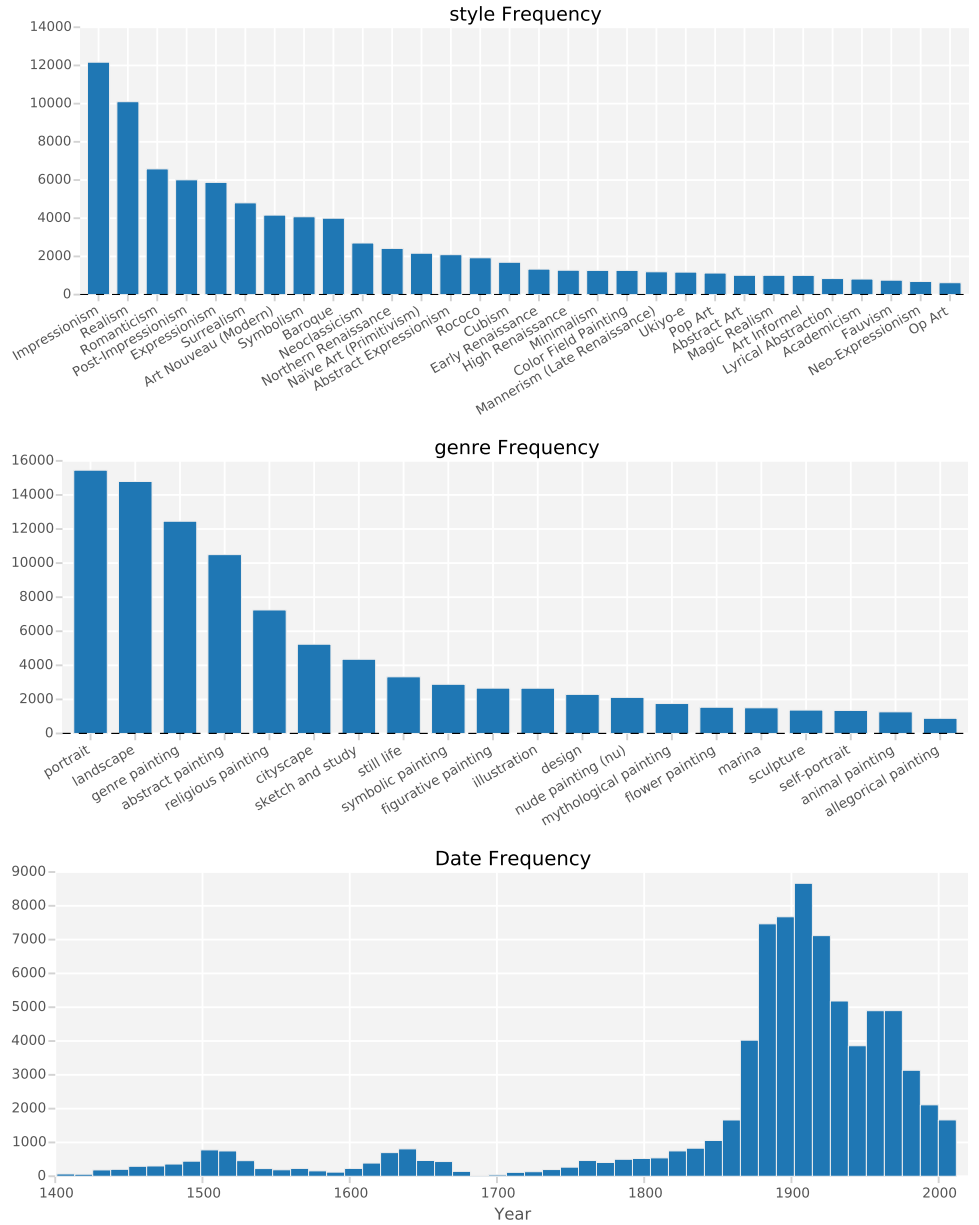 style Frequency
14000
12000
10000
8000
6000
4000
2000
0
Impressionism
Realism
Romanticism
Post-Impressionism
Expressionism
Surrealism
Art Nouveau (Modern)
Symbolism
Baroque
Neoclassicism
Northern Renaissance
Naïve Art (Primitivism)
Abstract Expressionism
Rococo
Cubism
Early Renaissance
High Renaissance
Minimalism
Color Field Painting
Mannerism (Late Renaissance)
Ukiyo-e
Pop Art
Abstract Art
Magic Realism
Art Informel
Lyrical Abstraction
Academicism
Fauvism
Neo-Expressionism
Op Art
genre Frequency
16000
14000
12000
10000
8000
6000
4000
2000
0
portrait
landscape
genre painting
abstract painting
religious painting
cityscape
sketch and study
still life
symbolic painting
figurative painting
illustration
design
nude painting (nu)
mythological painting
flower painting
marina
sculpture
self-portrait
animal painting
allegorical painting
Date Frequency
9000
8000
7000
6000
5000
4000
3000
2000
1000
0
1400 1500 1600 1700 1800 1900 2000
Year